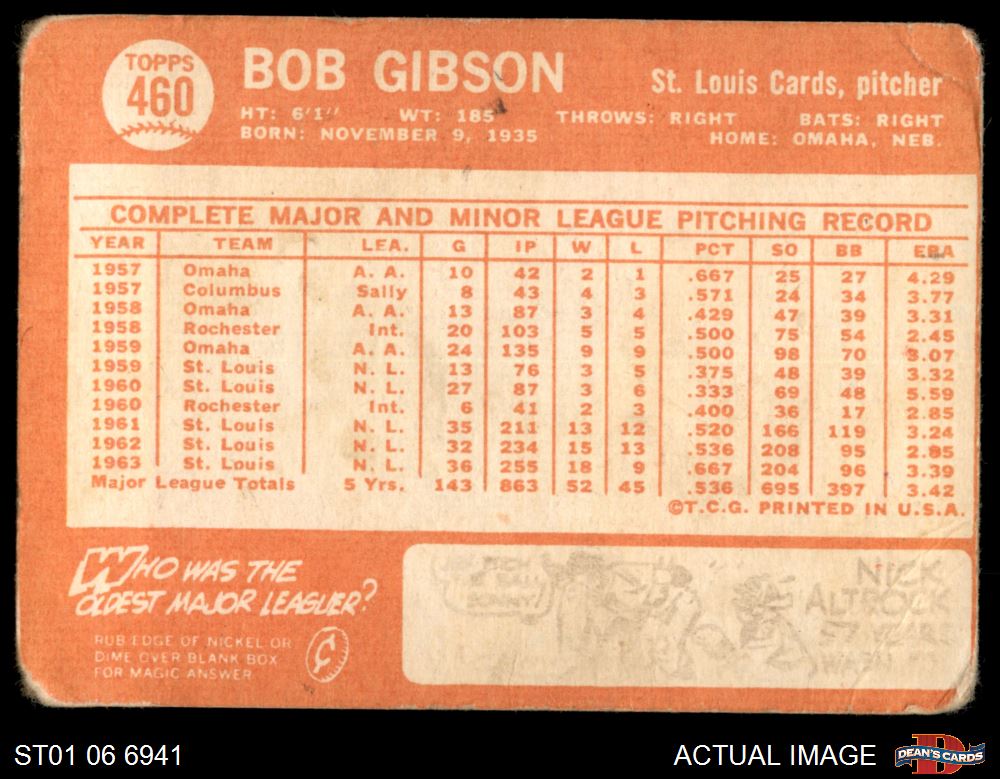 TOPPS
460
BOB GIBSON
St. Louis Cards, pitcher
HT: 6'1" WT: 185 THROWS: RIGHT BATS: RIGHT
BORN: NOVEMBER 9, 1935 HOME: OMAHA, NEB.
COMPLETE MAJOR AND MINOR LEAGUE PITCHING RECORD
YEAR TEAM LEA. G IP W L PCT SO BB ERA
1957 Omaha A. A. 10 42 2 1 .667 25 27 4.29
1957 Columbus Sally 8 43 4 3 .571 24 34 3.77
1958 Omaha A. A. 13 87 3 4 .429 47 39 3.31
1958 Rochester Int. 20 103 5 5 .500 75 54 2.45
1959 Omaha A. A. 24 135 9 9 .500 98 70 3.07
1959 St. Louis N. L. 13 76 3 5 .375 48 39 3.32
1960 St. Louis N. L. 27 87 3 6 .333 69 48 5.59
1960 Rochester Int. 6 41 2 3 .400 36 17 2.85
1961 St. Louis N. L. 35 211 13 12 .520 166 119 3.24
1962 St. Louis N. L. 32 234 15 13 .536 208 95 2.85
1963 St. Louis N. L. 36 255 18 9 .667 204 96 3.39
Major League Totals 5 Yrs. 143 863 52 45 .536 695 397 3.42
©T.C.G. PRINTED IN U.S.A.
WHO WAS THE
OLDEST MAJOR LEAGUER?
RUB EDGE OF NICKEL OR
DIME OVER BLANK BOX
FOR MAGIC ANSWER
¢
NICK
ALTROCK
57 YEARS
ST01 06 6941
ACTUAL IMAGE
DEAN'S CARDS